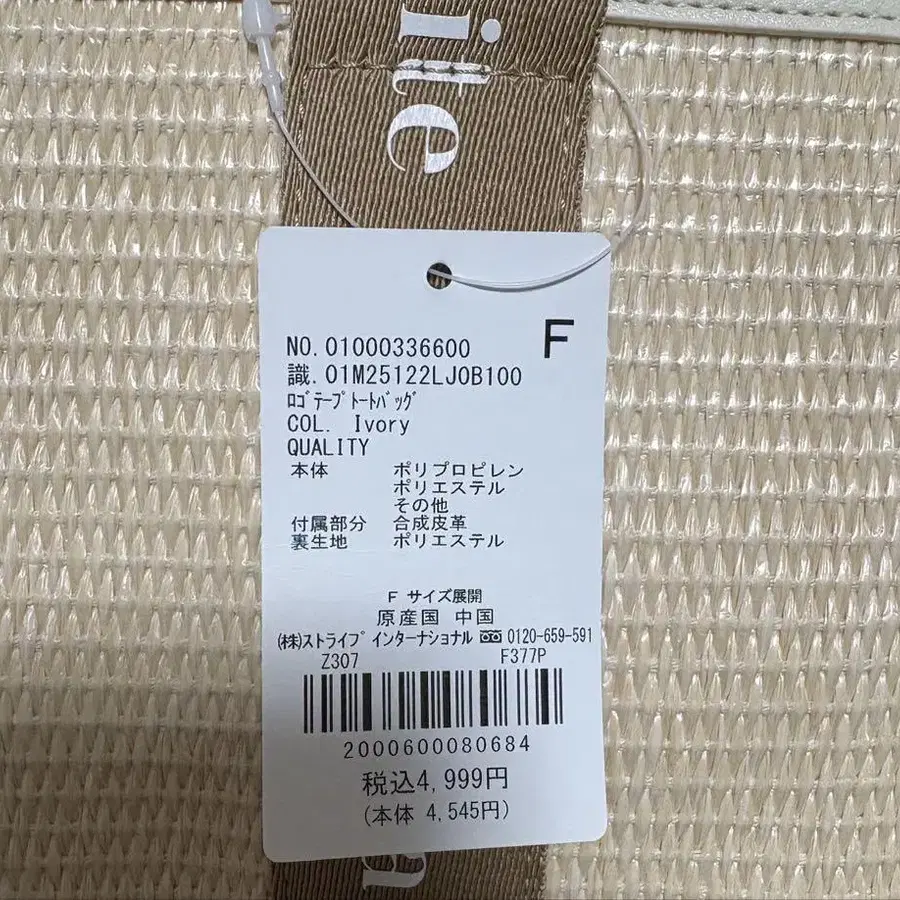 ite
NO. 01000336600
F
識. 01M25122LJ0B100
ﾛｺﾞﾃｰﾌﾟﾄｰﾄﾊﾞｯｸﾞ
COL. Ivory
QUALITY
本体 ポリプロピレン
ポリエステル
その他
付属部分 合成皮革
裏生地 ポリエステル
F サイズ展開
原産国 中国
(株)ストライプインターナショナル 0120-659-591
Z307 F377P
2000600080684
税込4,999円
(本体 4,545円)
a